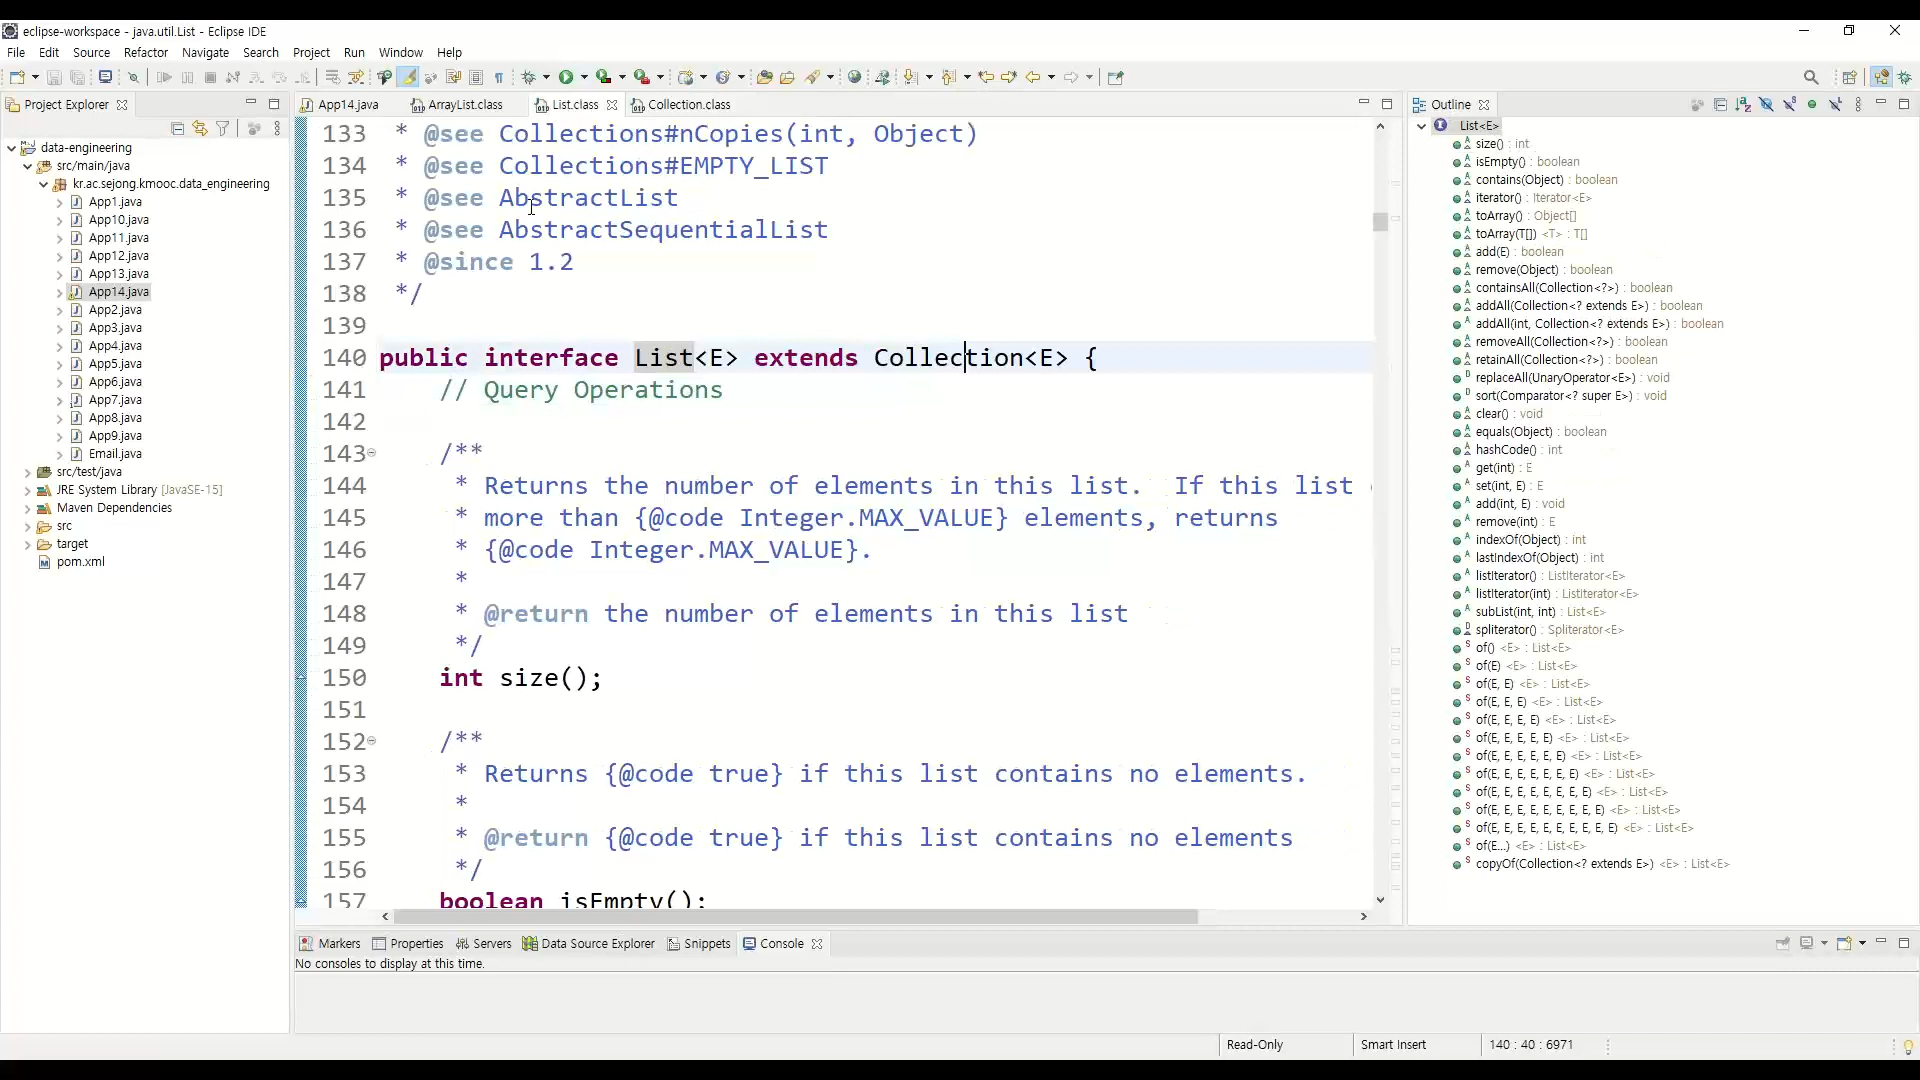 eclipse-workspace - java.util.List - Eclipse IDE
File Edit Source Refactor Navigate Search Project Run Window Help
Project Explorer
data-engineering
src/main/java
kr.ac.sejong.kmooc.data_engineering
App1.java
App10.java
App11.java
App12.java
App13.java
App14.java
App2.java
App3.java
App4.java
App5.java
App6.java
App7.java
App8.java
App9.java
Email.java
src/test/java
JRE System Library [JavaSE-15]
Maven Dependencies
src
target
pom.xml
App14.java ArrayList.class List.class Collection.class
133 * @see Collections#nCopies(int, Object)
134 * @see Collections#EMPTY_LIST
135 * @see AbstractList
136 * @see AbstractSequentialList
137 * @since 1.2
138 */
139
140 public interface List<E> extends Collection<E> {
141 // Query Operations
142
143 /**
144 * Returns the number of elements in this list.  If this list
145 * more than {@code Integer.MAX_VALUE} elements, returns
146 * {@code Integer.MAX_VALUE}.
147 *
148 * @return the number of elements in this list
149 */
150 int size();
151
152 /**
153 * Returns {@code true} if this list contains no elements.
154 *
155 * @return {@code true} if this list contains no elements
156 */
157 boolean isEmpty();
Outline
List<E>
size() : int
isEmpty() : boolean
contains(Object) : boolean
iterator() : Iterator<E>
toArray() : Object[]
toArray(T[]) <T> : T[]
add(E) : boolean
remove(Object) : boolean
containsAll(Collection<?>) : boolean
addAll(Collection<? extends E>) : boolean
addAll(int, Collection<? extends E>) : boolean
removeAll(Collection<?>) : boolean
retainAll(Collection<?>) : boolean
replaceAll(UnaryOperator<E>) : void
sort(Comparator<? super E>) : void
clear() : void
equals(Object) : boolean
hashCode() : int
get(int) : E
set(int, E) : E
add(int, E) : void
remove(int) : E
indexOf(Object) : int
lastIndexOf(Object) : int
listIterator() : ListIterator<E>
listIterator(int) : ListIterator<E>
subList(int, int) : List<E>
spliterator() : Spliterator<E>
of() <E> : List<E>
of(E) <E> : List<E>
of(E, E) <E> : List<E>
of(E, E, E) <E> : List<E>
of(E, E, E, E) <E> : List<E>
of(E, E, E, E, E) <E> : List<E>
of(E, E, E, E, E, E) <E> : List<E>
of(E, E, E, E, E, E, E) <E> : List<E>
of(E, E, E, E, E, E, E, E) <E> : List<E>
of(E, E, E, E, E, E, E, E, E) <E> : List<E>
of(E, E, E, E, E, E, E, E, E, E) <E> : List<E>
of(E...) <E> : List<E>
copyOf(Collection<? extends E>) <E> : List<E>
Markers Properties Servers Data Source Explorer Snippets Console
No consoles to display at this time.
Read-Only Smart Insert 140 : 40 : 6971